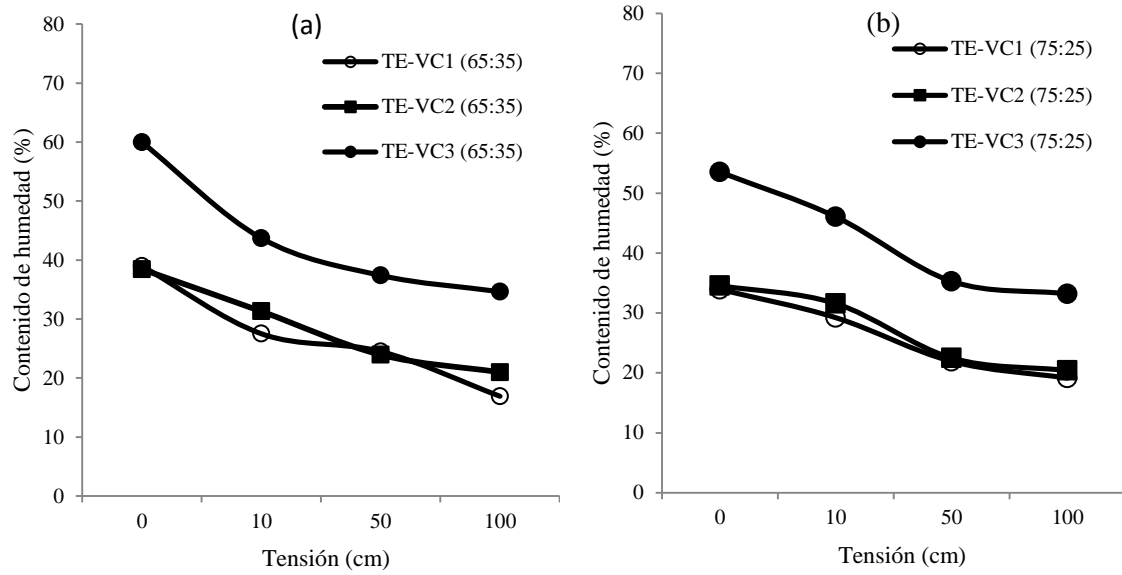 (a)
80
70
60
50
40
30
20
10
0
Contenido de humedad (%)
TE-VC1 (65:35)
TE-VC2 (65:35)
TE-VC3 (65:35)
0 10 50 100
Tensión (cm)
(b)
80
70
60
50
40
30
20
10
0
Contenido de humedad (%)
TE-VC1 (75:25)
TE-VC2 (75:25)
TE-VC3 (75:25)
0 10 50 100
Tensión (cm)